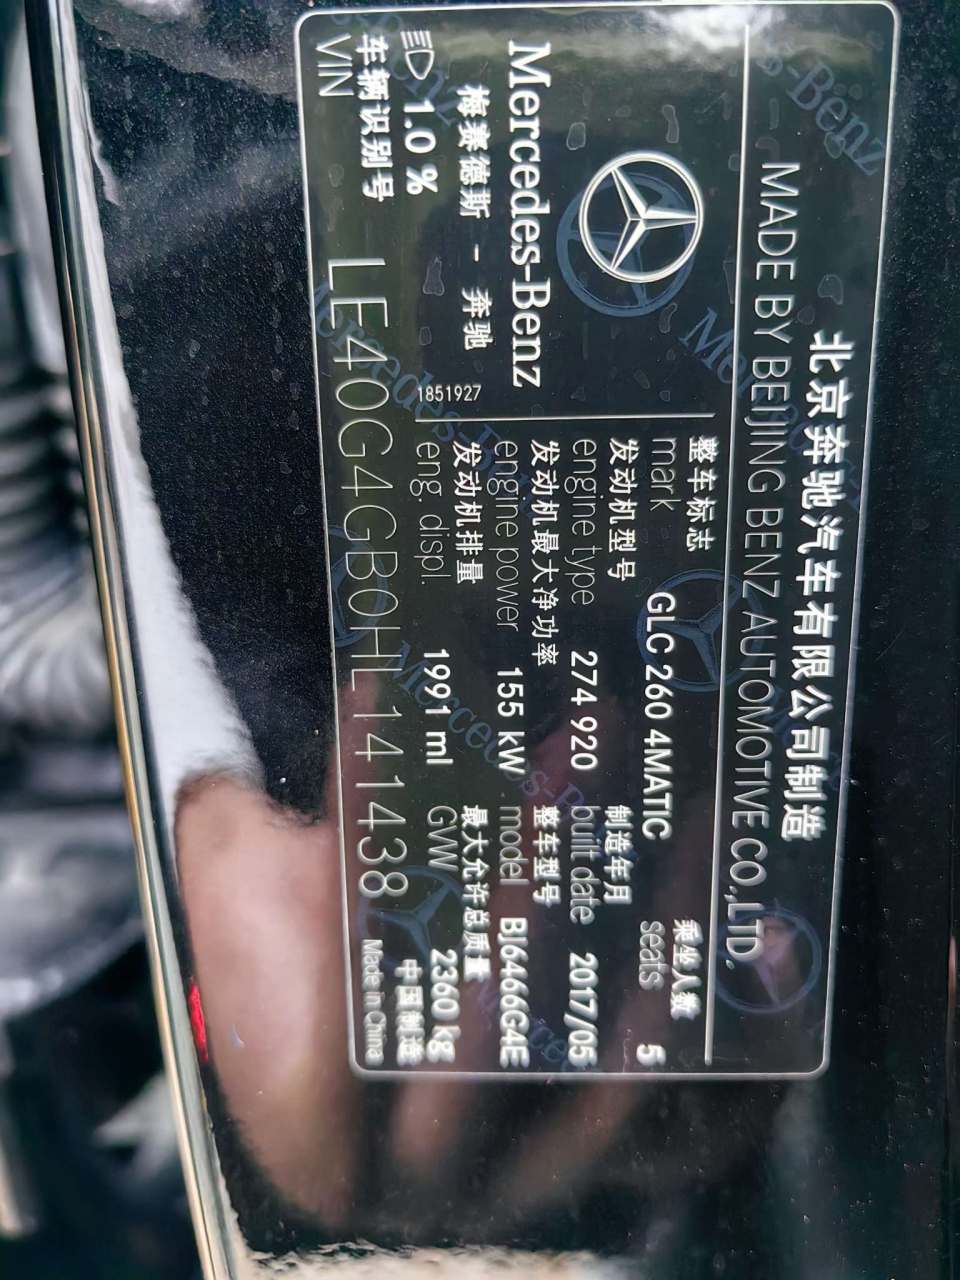 北京奔驰汽车有限公司制造
MADE BY BEIJING BENZ AUTOMOTIVE CO.,LTD.
Mercedes-Benz
梅赛德斯 - 奔驰
1.0 %
1851927
整车标志
mark GLC 260 4MATIC
乘坐人数
seats 5
发动机型号
engine type 274 920
制造年月
built date 2017/05
发动机最大净功率
engine power 155 kW
整车型号
model BJ6466G4E
发动机排量
eng. displ. 1991 ml
最大允许总质量
GVW 2360 kg
车辆识别号
VIN LE40G4GB0HL141438
中国制造
Made in China